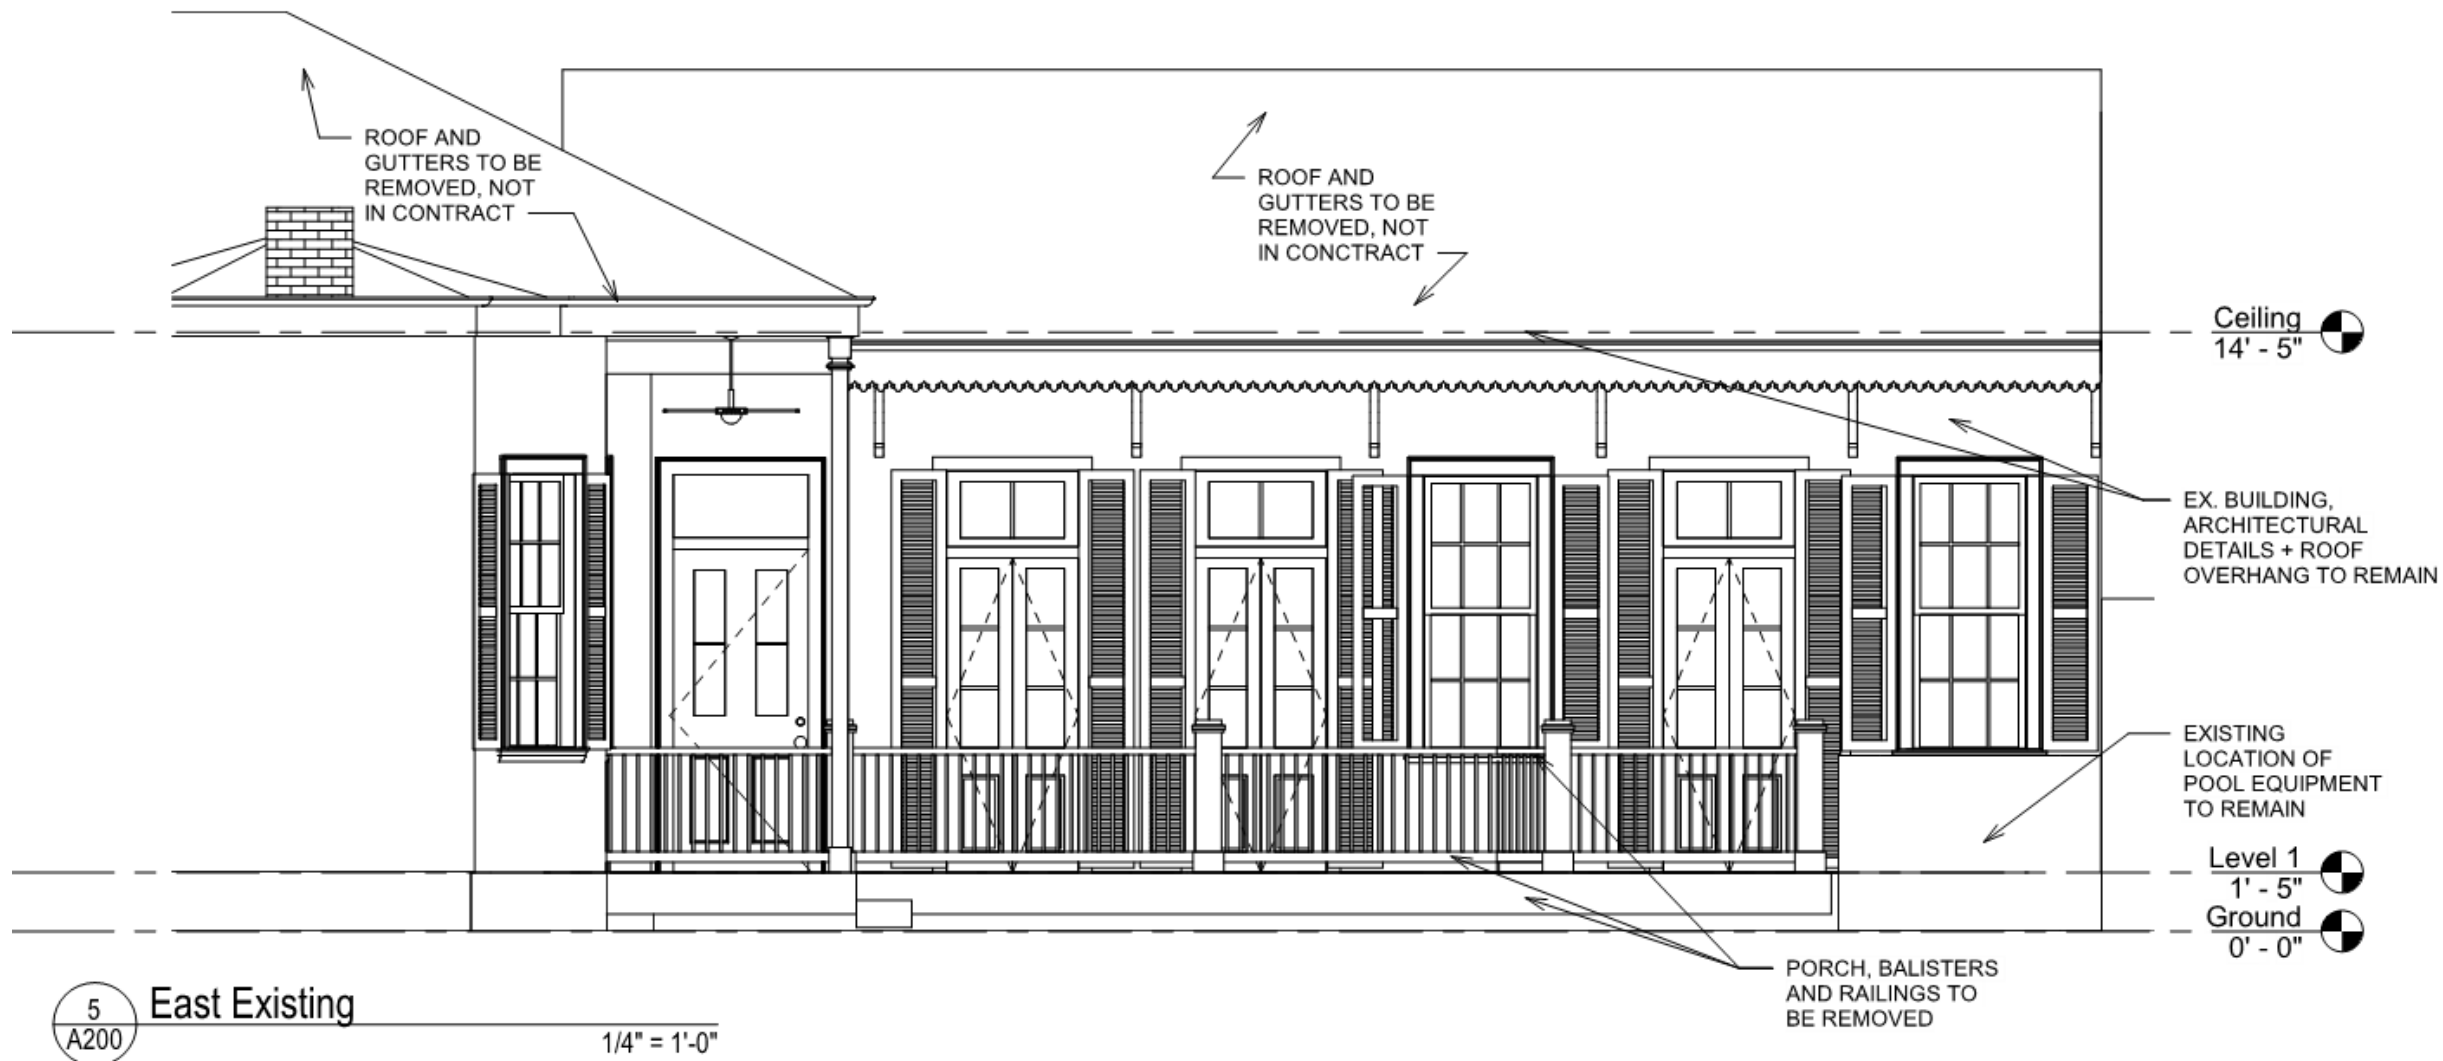 ROOF AND
GUTTERS TO BE
REMOVED, NOT
IN CONTRACT
ROOF AND
GUTTERS TO BE
REMOVED, NOT
IN CONCTRACT
Ceiling
14' - 5"
EX. BUILDING,
ARCHITECTURAL
DETAILS + ROOF
OVERHANG TO REMAIN
EXISTING
LOCATION OF
POOL EQUIPMENT
TO REMAIN
Level 1
1' - 5"
Ground
0' - 0"
PORCH, BALISTERS
AND RAILINGS TO
BE REMOVED
5
A200
East Existing
1/4" = 1'-0"